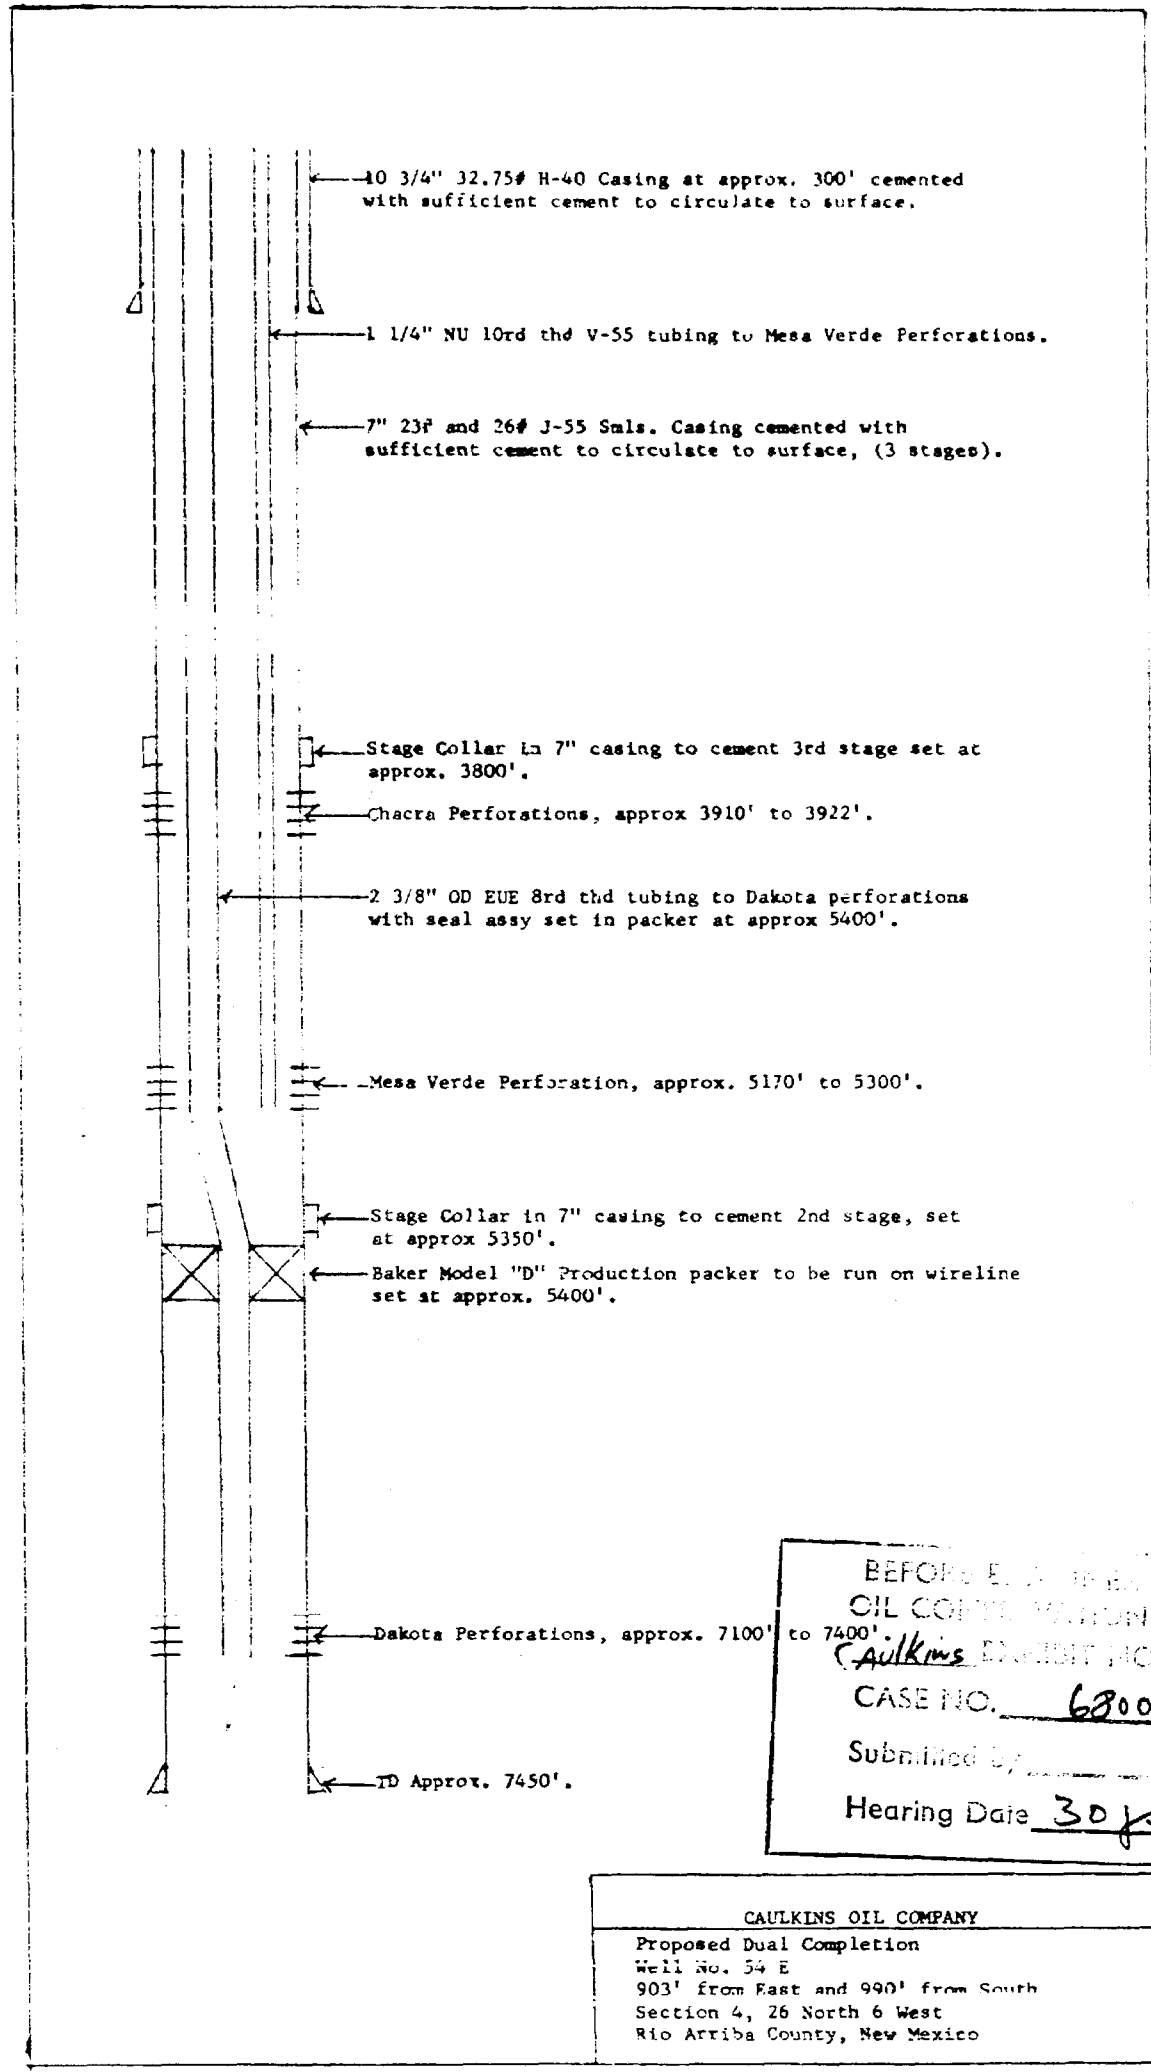 10 3/4" 32.75# H-40 Casing at approx. 300' cemented
with sufficient cement to circulate to surface.
1 1/4" NU 10rd thd V-55 tubing to Mesa Verde Perforations.
7" 23# and 26# J-55 Smls. Casing cemented with
sufficient cement to circulate to surface, (3 stages).
Stage Collar in 7" casing to cement 3rd stage set at
approx. 3800'.
Chacra Perforations, approx 3910' to 3922'.
2 3/8" OD EUE 8rd thd tubing to Dakota perforations
with seal assy set in packer at approx 5400'.
Mesa Verde Perforation, approx. 5170' to 5300'.
Stage Collar in 7" casing to cement 2nd stage, set
at approx 5350'.
Baker Model "D" Production packer to be run on wireline
set at approx. 5400'.
Dakota Perforations, approx. 7100' to 7400'.
TD Approx. 7450'.
BEFORE
OIL
Caulkins EXHIBIT NO
CASE NO. 6800
Submitted by
Hearing Date 30
CAULKINS OIL COMPANY
Proposed Dual Completion
Well No. 54 E
903' from East and 990' from South
Section 4, 26 North 6 West
Rio Arriba County, New Mexico